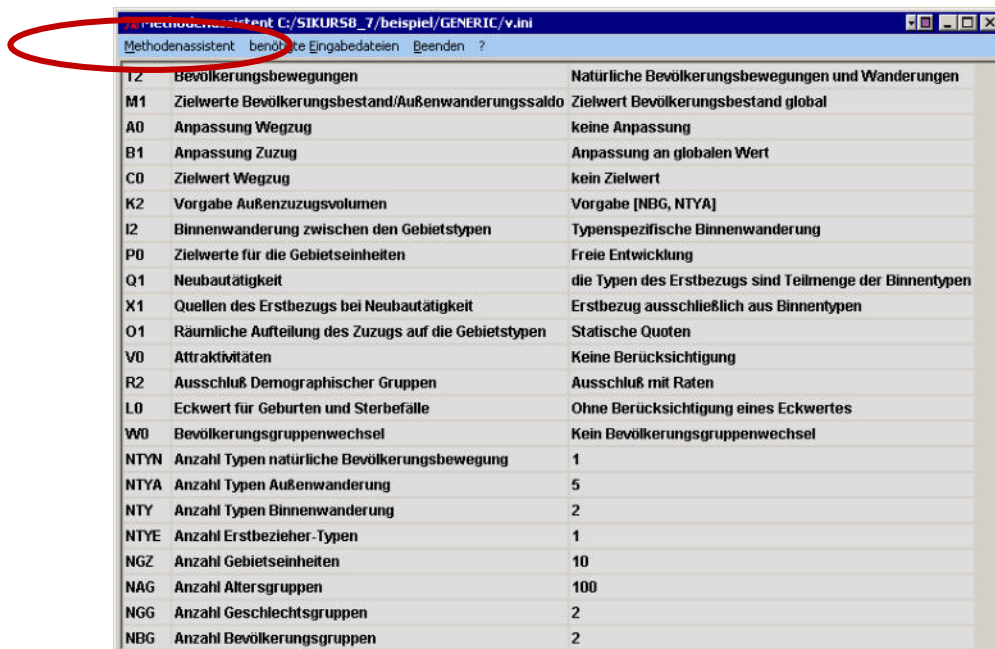 Methodenassistent C:/SIKURS8_7/beispiel/GENERIC/v.ini
Methodenassistent benötigte Eingabedateien Beenden ?
T2 Bevölkerungsbewegungen Natürliche Bevölkerungsbewegungen und Wanderungen
M1 Zielwerte Bevölkerungsbestand/Außenwanderungssaldo Zielwert Bevölkerungsbestand global
A0 Anpassung Wegzug keine Anpassung
B1 Anpassung Zuzug Anpassung an globalen Wert
C0 Zielwert Wegzug kein Zielwert
K2 Vorgabe Außenzuzugsvolumen Vorgabe [NBG, NTYA]
I2 Binnenwanderung zwischen den Gebietstypen Typenspezifische Binnenwanderung
P0 Zielwerte für die Gebietseinheiten Freie Entwicklung
Q1 Neubautätigkeit die Typen des Erstbezugs sind Teilmenge der Binnentypen
X1 Quellen des Erstbezugs bei Neubautätigkeit Erstbezug ausschließlich aus Binnentypen
O1 Räumliche Aufteilung des Zuzugs auf die Gebietstypen Statische Quoten
V0 Attraktivitäten Keine Berücksichtigung
R2 Ausschluß Demographischer Gruppen Ausschluß mit Raten
L0 Eckwert für Geburten und Sterbefälle Ohne Berücksichtigung eines Eckwertes
W0 Bevölkerungsgruppenwechsel Kein Bevölkerungsgruppenwechsel
NTYN Anzahl Typen natürliche Bevölkerungsbewegung 1
NTYA Anzahl Typen Außenwanderung 5
NTY Anzahl Typen Binnenwanderung 2
NTYE Anzahl Erstbezieher-Typen 1
NGZ Anzahl Gebietseinheiten 10
NAG Anzahl Altersgruppen 100
NGG Anzahl Geschlechtsgruppen 2
NBG Anzahl Bevölkerungsgruppen 2